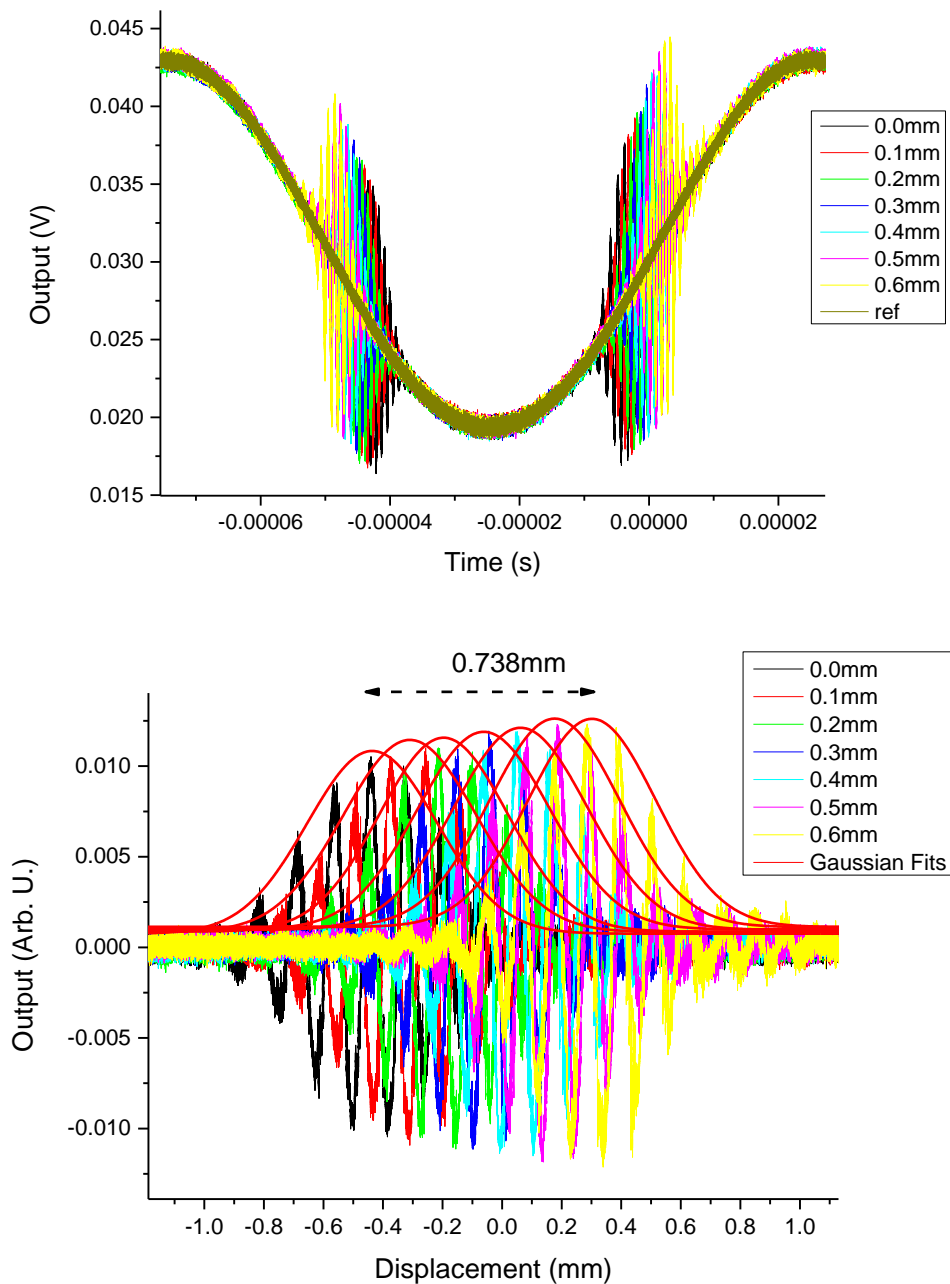 0.045
0.040
0.035
0.030
0.025
0.020
0.015
Output (V)
-0.00006 -0.00004 -0.00002 0.00000 0.00002
Time (s)
0.0mm
0.1mm
0.2mm
0.3mm
0.4mm
0.5mm
0.6mm
ref
0.738mm
0.010
0.005
0.000
-0.005
-0.010
Output (Arb. U.)
-1.0 -0.8 -0.6 -0.4 -0.2 0.0 0.2 0.4 0.6 0.8 1.0
Displacement (mm)
0.0mm
0.1mm
0.2mm
0.3mm
0.4mm
0.5mm
0.6mm
Gaussian Fits